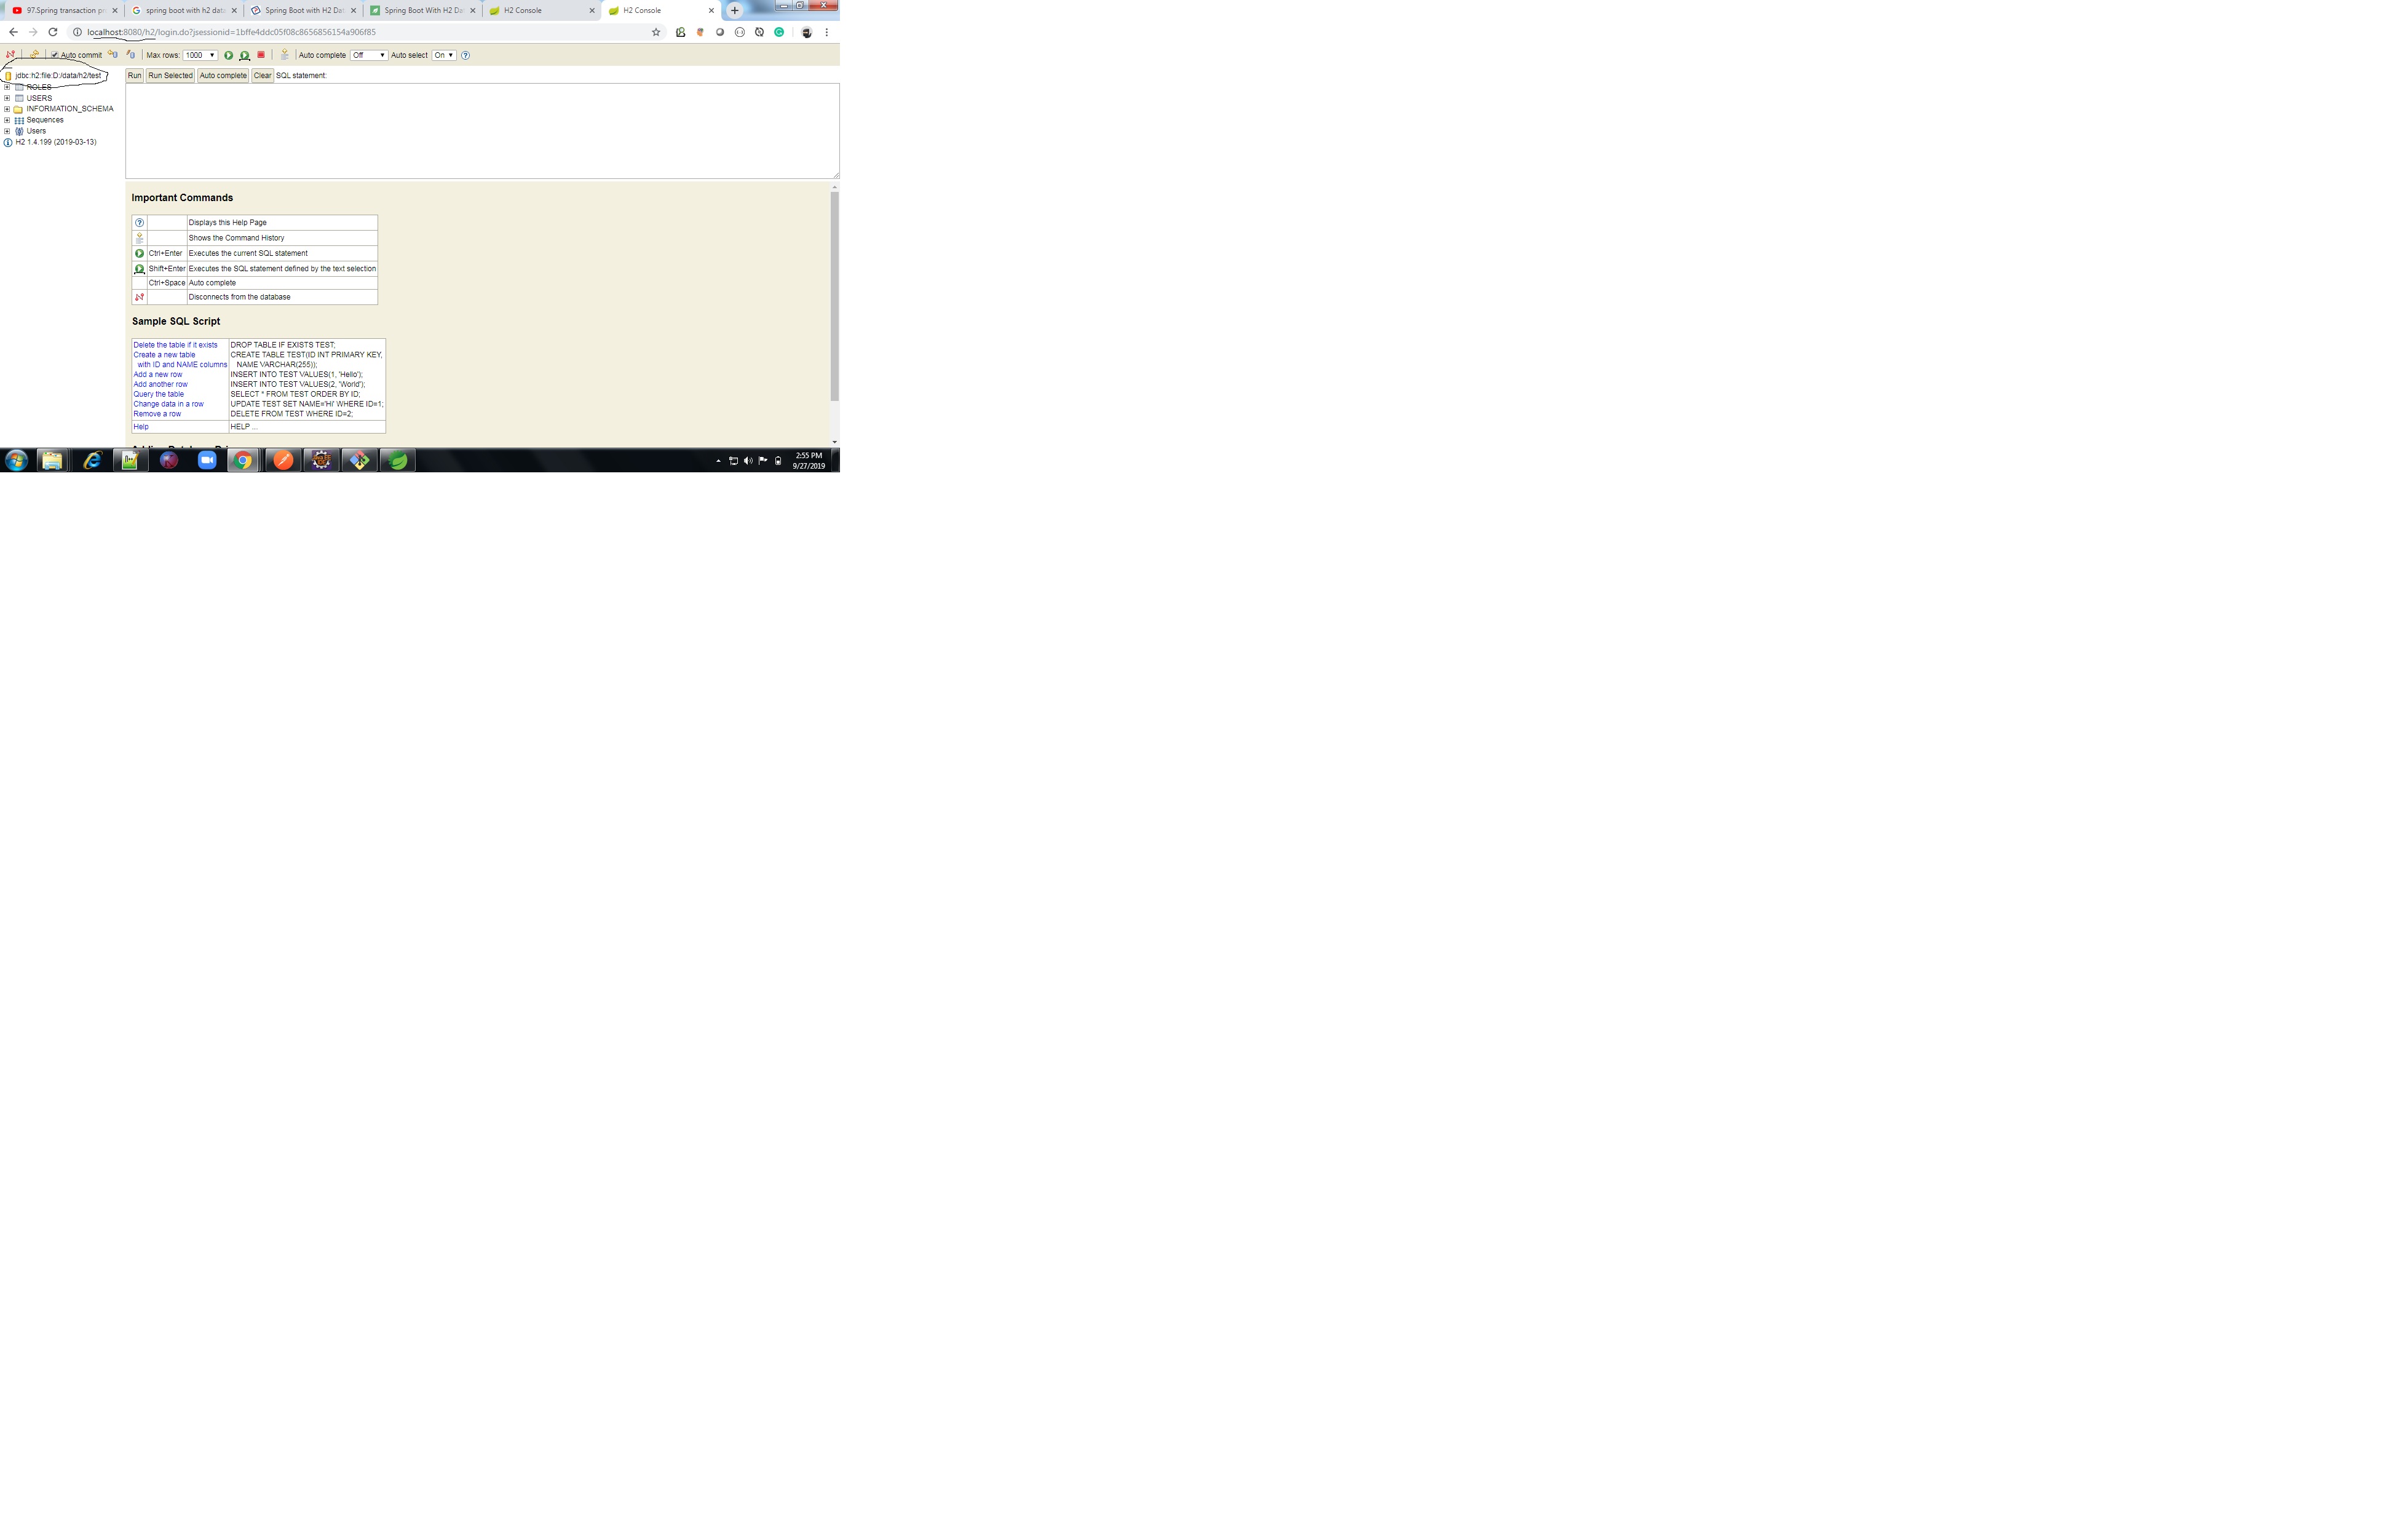 97.Spring transaction pr
spring boot with h2 data
Spring Boot with H2 Dat
Spring Boot With H2 Dat
H2 Console
H2 Console
localhost:8080/h2/login.do?jsessionid=1bffe4ddc05f08c8656856154a906f85
Auto commit Max rows: 1000 Auto complete Off Auto select On
jdbc:h2:file:D:/data/h2/test
ROLES
USERS
INFORMATION_SCHEMA
Sequences
Users
H2 1.4.199 (2019-03-13)
Run Run Selected Auto complete Clear SQL statement:
Important Commands
Displays this Help Page
Shows the Command History
Ctrl+Enter Executes the current SQL statement
Shift+Enter Executes the SQL statement defined by the text selection
Ctrl+Space Auto complete
Disconnects from the database
Sample SQL Script
Delete the table if it exists DROP TABLE IF EXISTS TEST;
Create a new table CREATE TABLE TEST(ID INT PRIMARY KEY,
with ID and NAME columns NAME VARCHAR(255));
Add a new row INSERT INTO TEST VALUES(1, 'Hello');
Add another row INSERT INTO TEST VALUES(2, 'World');
Query the table SELECT * FROM TEST ORDER BY ID;
Change data in a row UPDATE TEST SET NAME='Hi' WHERE ID=1;
Remove a row DELETE FROM TEST WHERE ID=2;
Help HELP ...
2:55 PM
9/27/2019